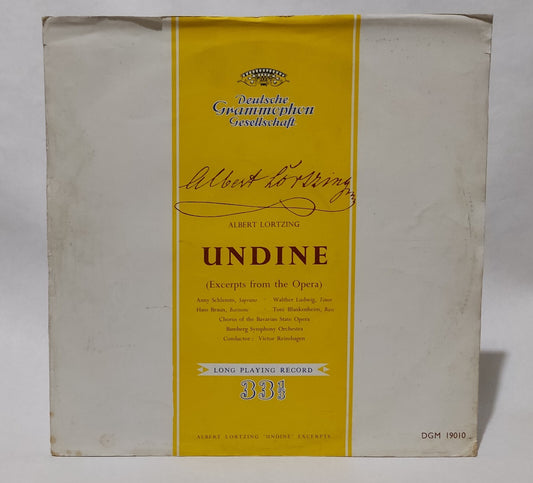 Deutsche
Grammophon
Gesellschaft
Albert Lortzing
ALBERT LORTZING
UNDINE
(Excerpts from the Opera)
Anny Schlemm, Soprano · Walther Ludwig, Tenor
Hans Braun, Baritone · Toni Blankenheim, Bass
Chorus of the Bavarian State Opera
Bamberg Symphony Orchestra
Conductor: Victor Reinshagen
LONG PLAYING RECORD
33⅓
ALBERT LORTZING "UNDINE" EXCERPTS
DGM 19010